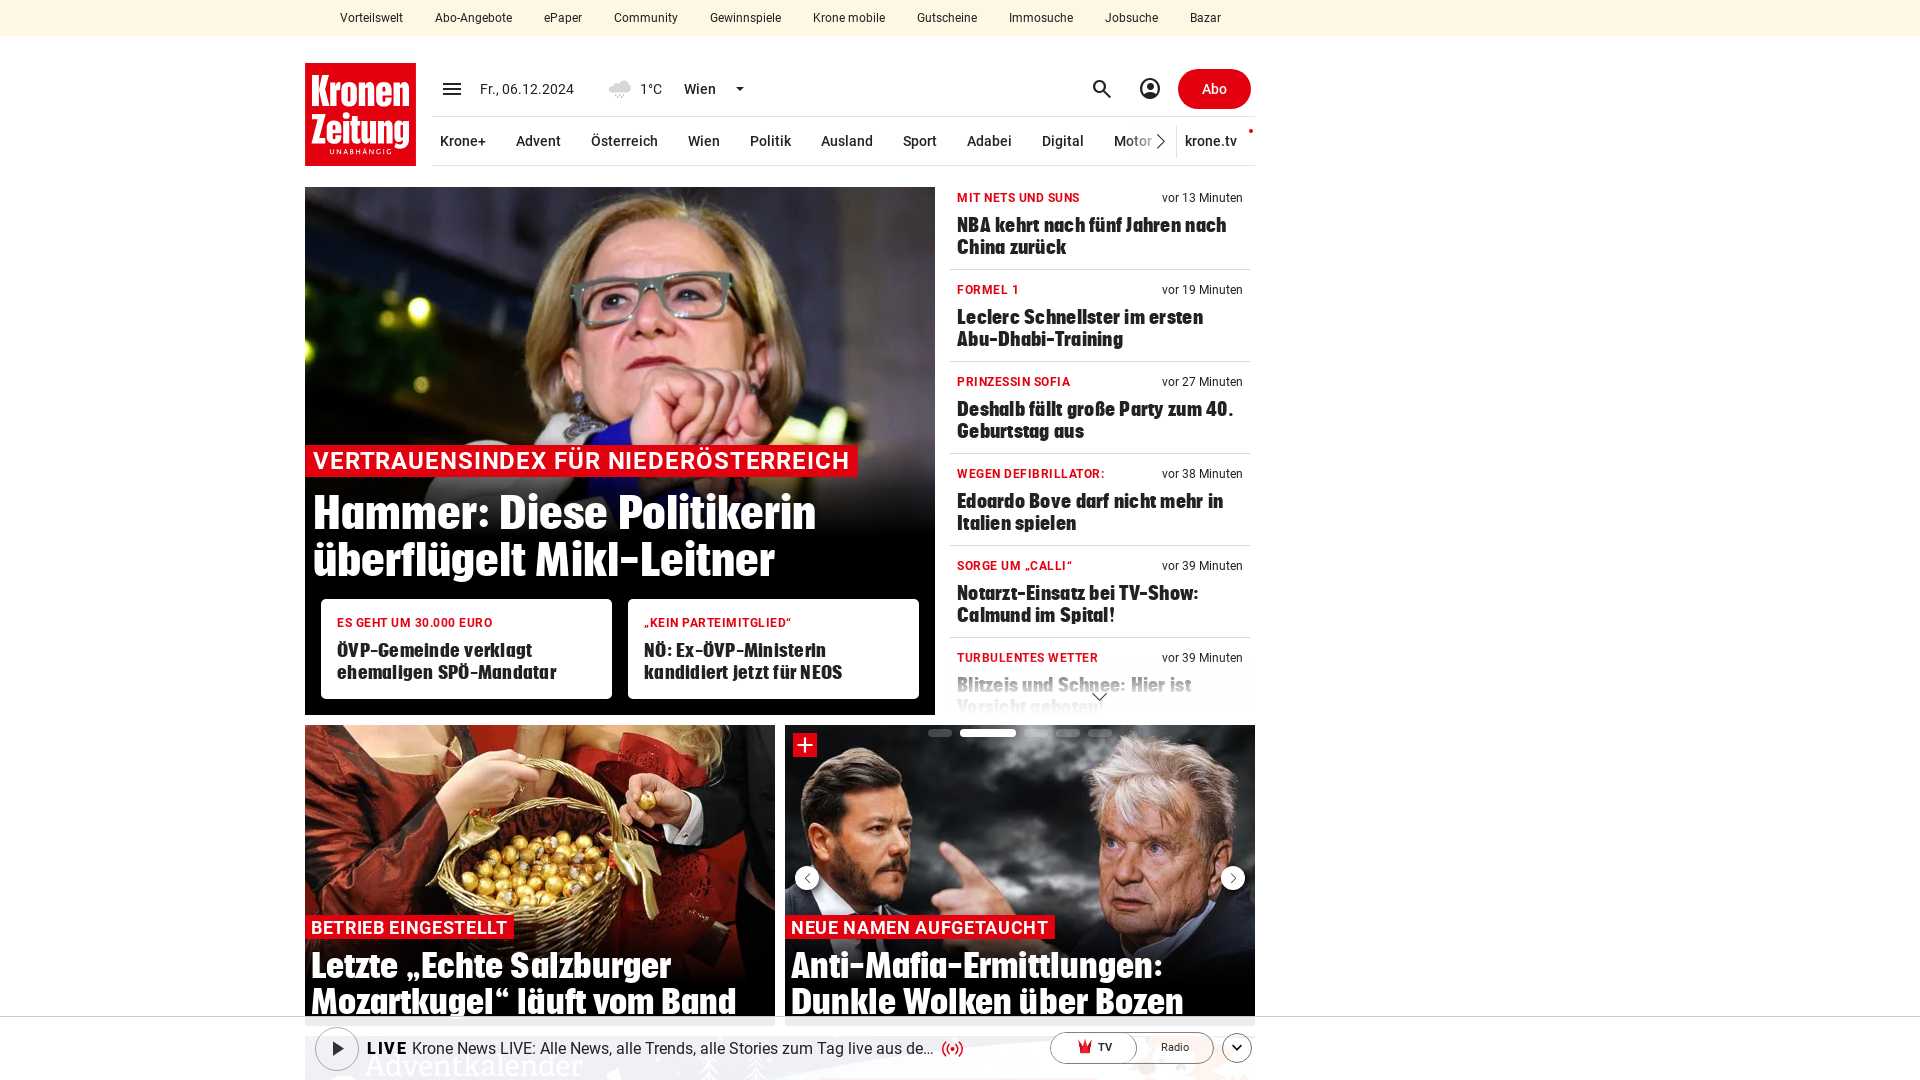 Vorteilswelt Abo-Angebote ePaper Community Gewinnspiele Krone mobile Gutscheine Immosuche Jobsuche Bazar
Kronen
Zeitung
UNABHÄNGIG
Fr., 06.12.2024 1°C Wien Abo
Krone+ Advent Österreich Wien Politik Ausland Sport Adabei Digital Motor krone.tv
VERTRAUENSINDEX FÜR NIEDERÖSTERREICH
Hammer: Diese Politikerin
überflügelt Mikl-Leitner
ES GEHT UM 30.000 EURO
ÖVP-Gemeinde verklagt
ehemaligen SPÖ-Mandatar
„KEIN PARTEIMITGLIED“
NÖ: Ex-ÖVP-Ministerin
kandidiert jetzt für NEOS
MIT NETS UND SUNS vor 13 Minuten
NBA kehrt nach fünf Jahren nach
China zurück
FORMEL 1 vor 19 Minuten
Leclerc Schnellster im ersten
Abu-Dhabi-Training
PRINZESSIN SOFIA vor 27 Minuten
Deshalb fällt große Party zum 40.
Geburtstag aus
WEGEN DEFIBRILLATOR: vor 38 Minuten
Edoardo Bove darf nicht mehr in
Italien spielen
SORGE UM „CALLI“ vor 39 Minuten
Notarzt-Einsatz bei TV-Show:
Calmund im Spital!
TURBULENTES WETTER vor 39 Minuten
Blitzeis und Schnee: Hier ist
Vorsicht geboten!
BETRIEB EINGESTELLT
Letzte „Echte Salzburger
Mozartkugel“ läuft vom Band
NEUE NAMEN AUFGETAUCHT
Anti-Mafia-Ermittlungen:
Dunkle Wolken über Bozen
LIVE Krone News LIVE: Alle News, alle Trends, alle Stories zum Tag live aus de... TV Radio
Adventkalender